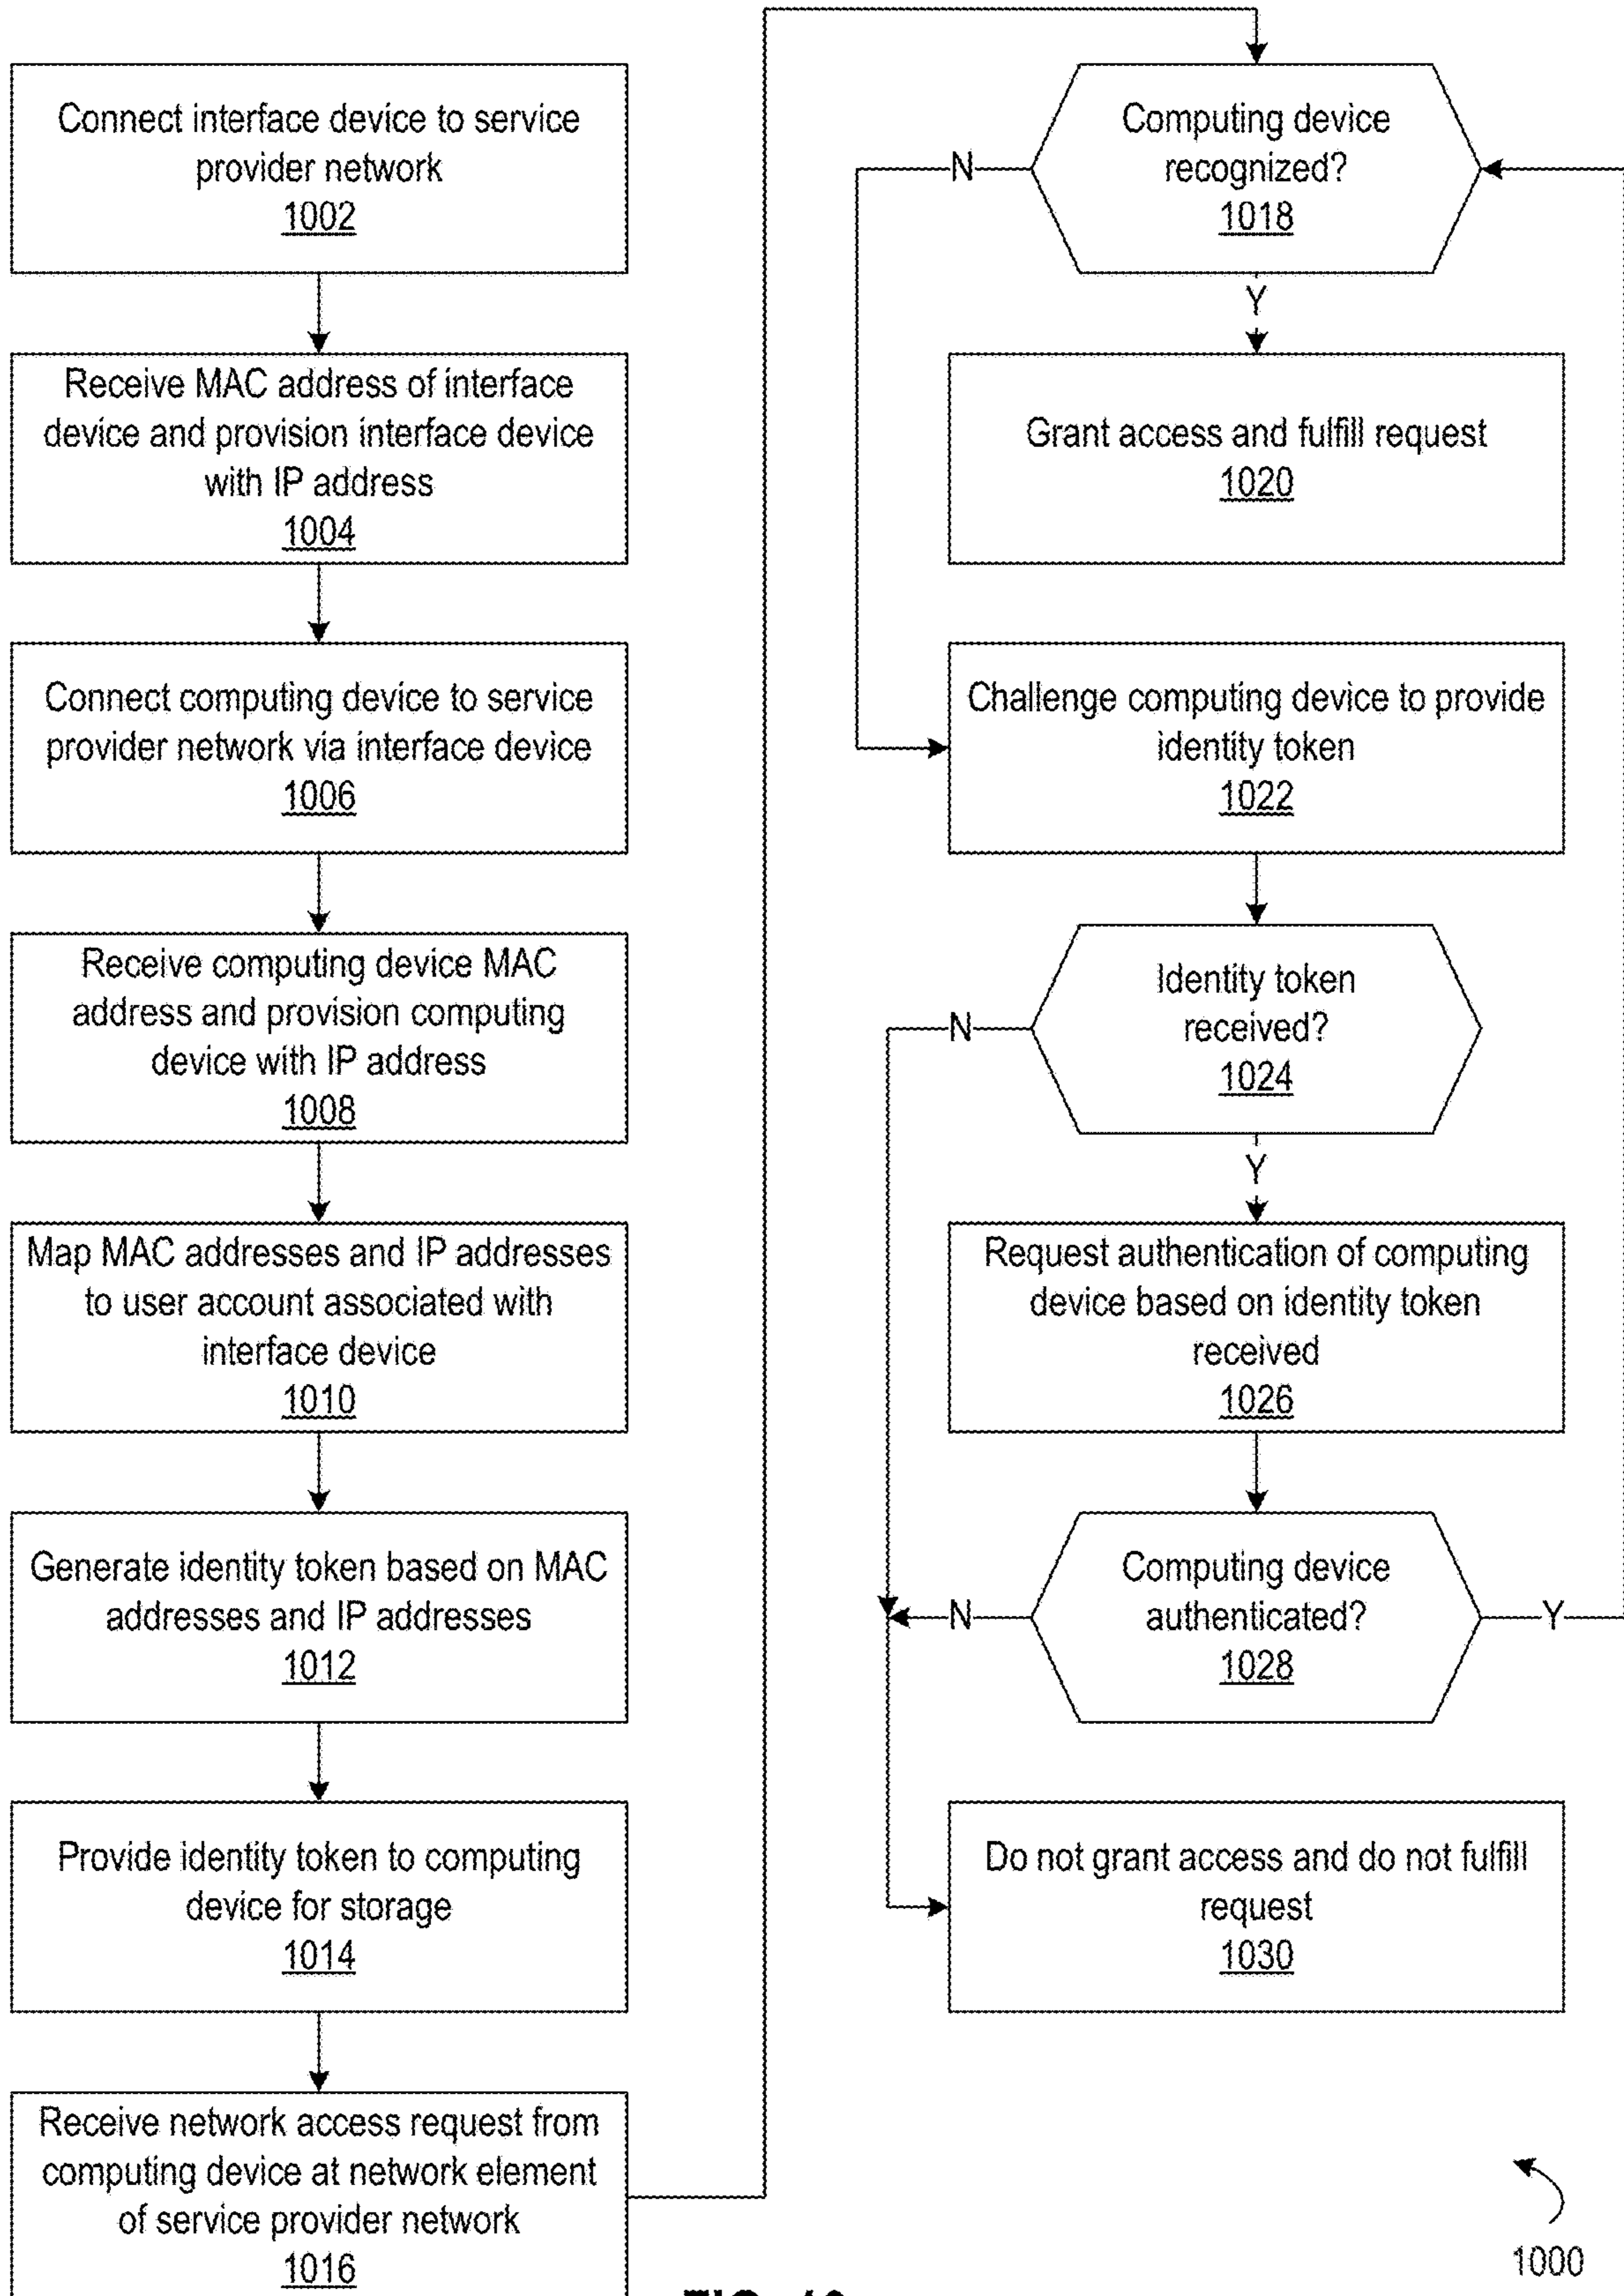 Connect interface device to service
provider network
1002
Receive MAC address of interface
device and provision interface device
with IP address
1004
Connect computing device to service
provider network via interface device
1006
Receive computing device MAC
address and provision computing
device with IP address
1008
Map MAC addresses and IP addresses
to user account associated with
interface device
1010
Generate identity token based on MAC
addresses and IP addresses
1012
Provide identity token to computing
device for storage
1014
Receive network access request from
computing device at network element
of service provider network
1016
Computing device
recognized?
1018
N
Y
Grant access and fulfill request
1020
Challenge computing device to provide
identity token
1022
Identity token
received?
1024
N
Y
Request authentication of computing
device based on identity token
received
1026
Computing device
authenticated?
1028
N
Y
Do not grant access and do not fulfill
request
1030
1000